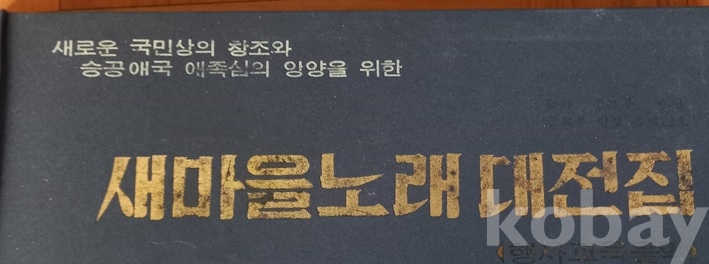 새로운 국민상의 창조와
승공애국 애족심의 앙양을 위한
새마을노래 대전집
kobay